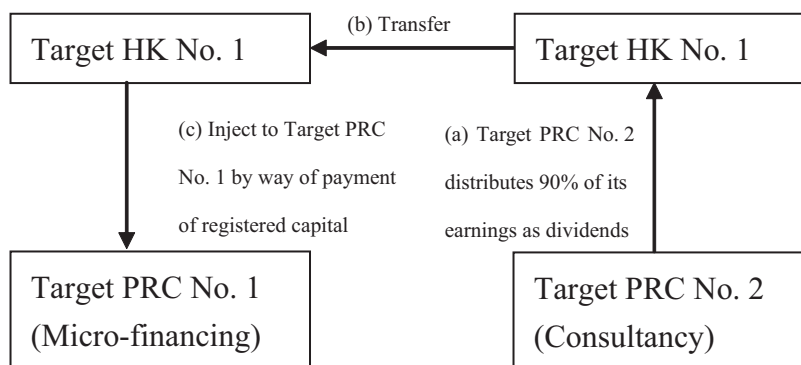 (b) Transfer
Target HK No. 1
Target HK No. 1
(c) Inject to Target PRC
No. 1 by way of payment
of registered capital
(a) Target PRC No. 2
distributes 90% of its
earnings as dividends
Target PRC No. 1
(Micro-financing)
Target PRC No. 2
(Consultancy)